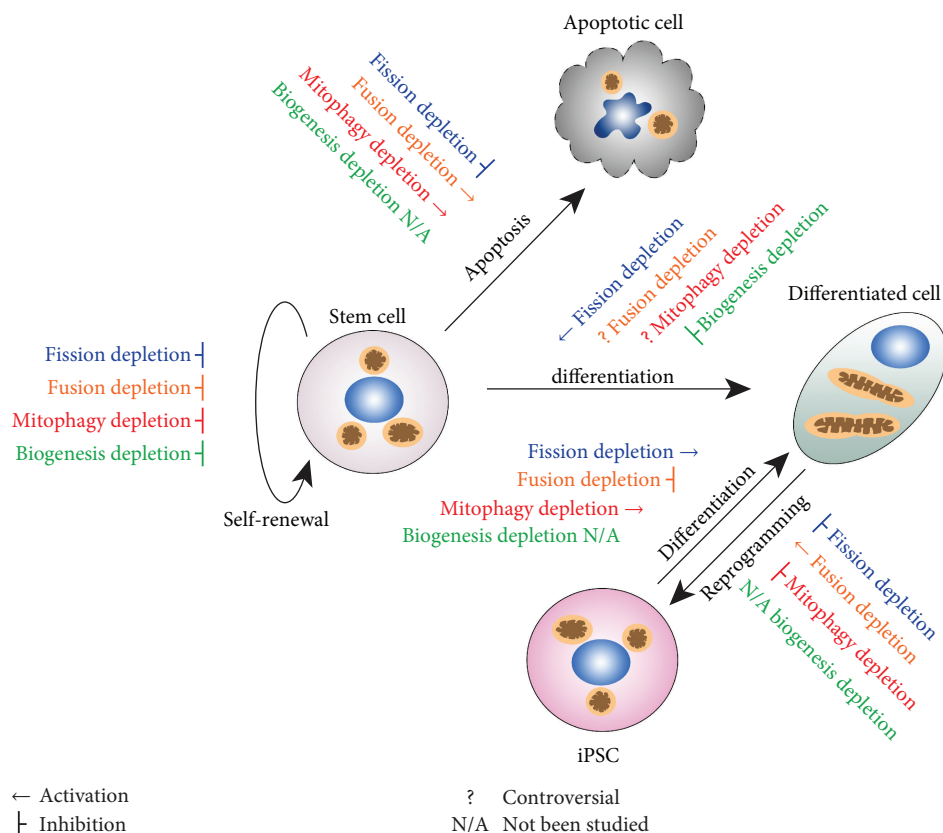 Apoptotic cell
Fission depletion ⊣
Fusion depletion →
Mitophagy depletion →
Biogenesis depletion N/A
Apoptosis
← Fission depletion
? Fusion depletion
? Mitophagy depletion
⊢ Biogenesis depletion
Differentiated cell
Stem cell
Fission depletion ⊣
Fusion depletion ⊣
Mitophagy depletion ⊣
Biogenesis depletion ⊣
differentiation
Self-renewal
Fission depletion →
Fusion depletion ⊣
Mitophagy depletion →
Biogenesis depletion N/A
Differentiation
Reprogramming
⊢ Fission depletion
← Fusion depletion
⊢ Mitophagy depletion
N/A biogenesis depletion
iPSC
← Activation
⊢ Inhibition
? Controversial
N/A Not been studied